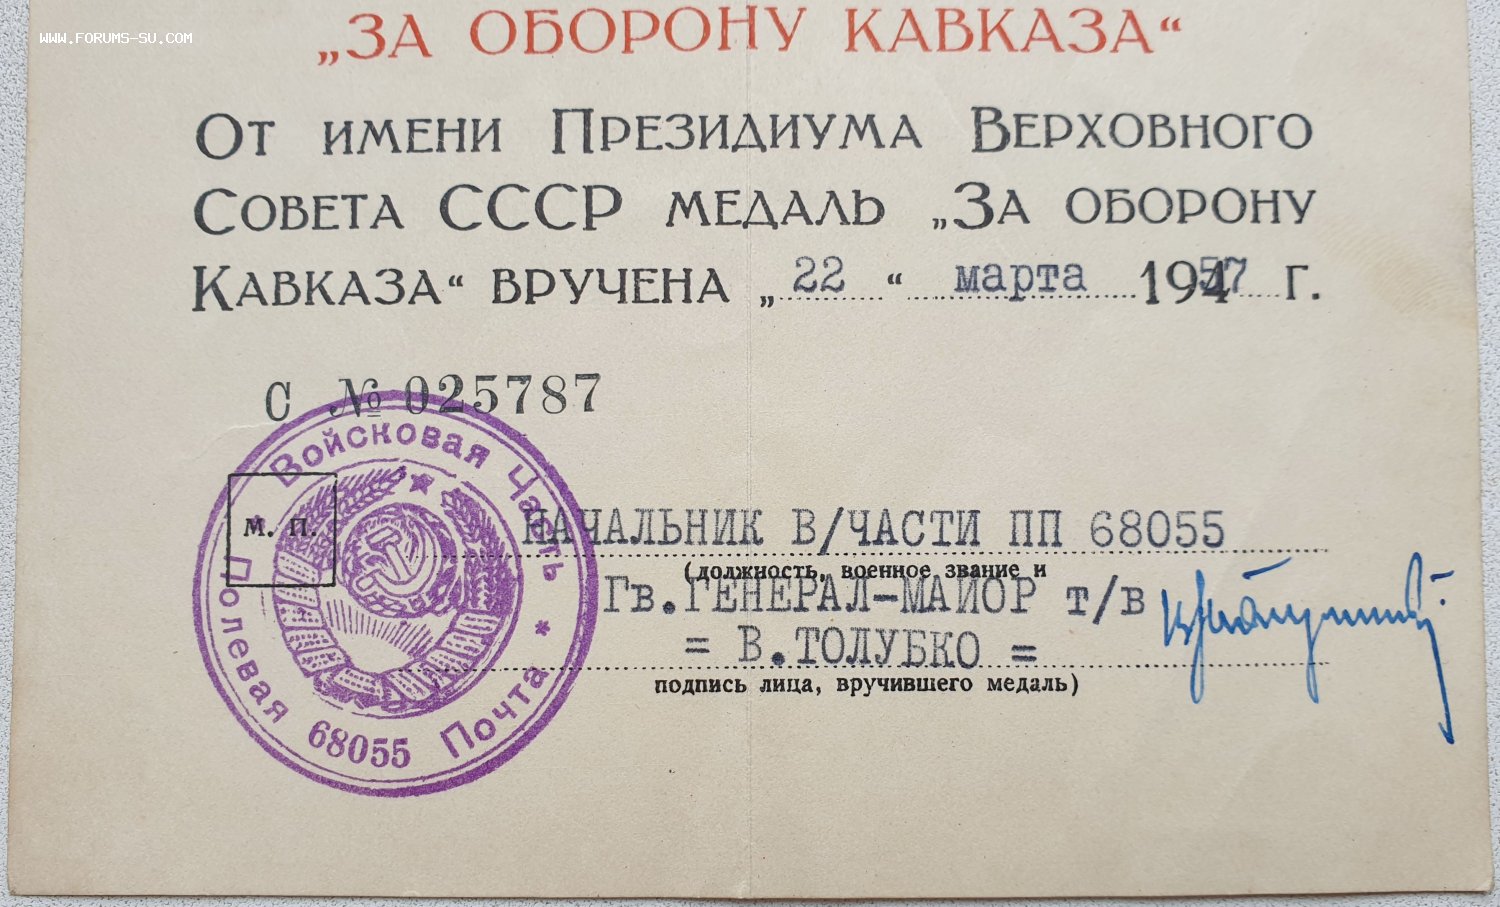 WWW.FORUMS-SU.COM
„ЗА ОБОРОНУ КАВКАЗА“
От имени Президиума Верховного
Совета СССР медаль „За оборону
Кавказа“ вручена „22“ марта 1957 г.
С № 025787
Войсковая Часть
Полевая Почта *
68055
М. П.
НАЧАЛЬНИК В/ЧАСТИ ПП 68055
(должность, военное звание и
Гв.ГЕНЕРАЛ-МАЙОР т/в
= В.ТОЛУБКО =
подпись лица, вручившего медаль)